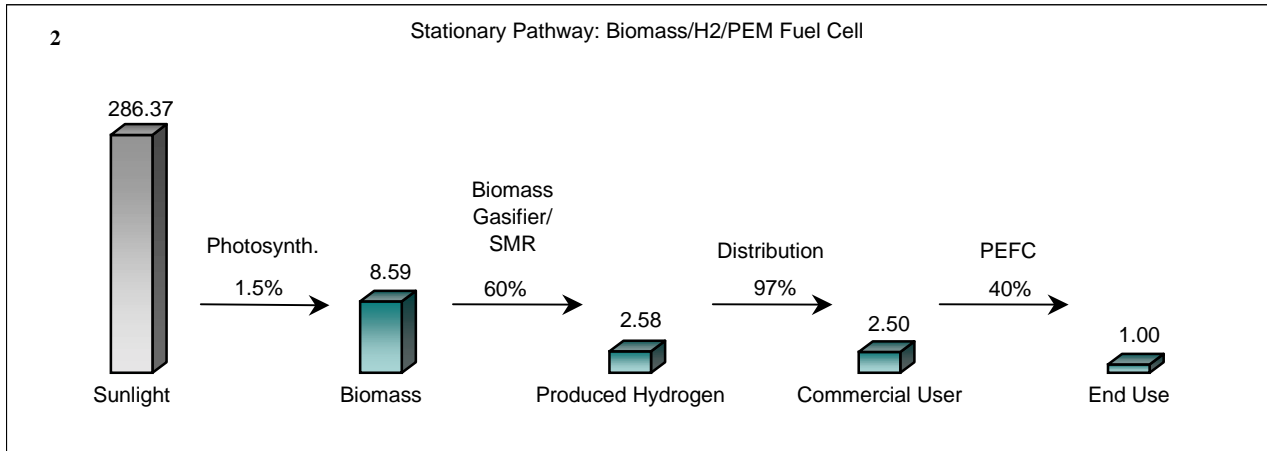 2
Stationary Pathway: Biomass/H2/PEM Fuel Cell
286.37
Biomass
Gasifier/
SMR
Photosynth.
Distribution
PEFC
1.5%
8.59
60%
97%
40%
2.58
2.50
1.00
Sunlight
Biomass
Produced Hydrogen
Commercial User
End Use